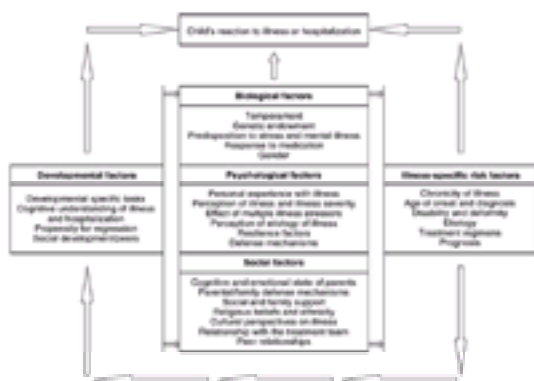 Child's reaction to illness or hospitalization
Biological factors
Temperament
Genetic endowment
Predisposition to stress and mental illness
Response to medication
Gender
Developmental factors
Developmental specific tasks
Cognitive understanding of illness
and hospitalization
Propensity for regression
Social development/peers
Psychological factors
Personal experience with illness
Perception of illness and illness severity
Effect of multiple illness stressors
Perception of etiology of illness
Resilience factors
Defense mechanisms
Illness-specific risk factors
Chronicity of illness
Age of onset and diagnosis
Disability and deformity
Etiology
Treatment regimens
Prognosis
Social factors
Cognitive and emotional state of parents
Parental/family defense mechanisms
Social and family support
Religious beliefs and ethnicity
Cultural perspectives on illness
Relationship with the treatment team
Peer relationships